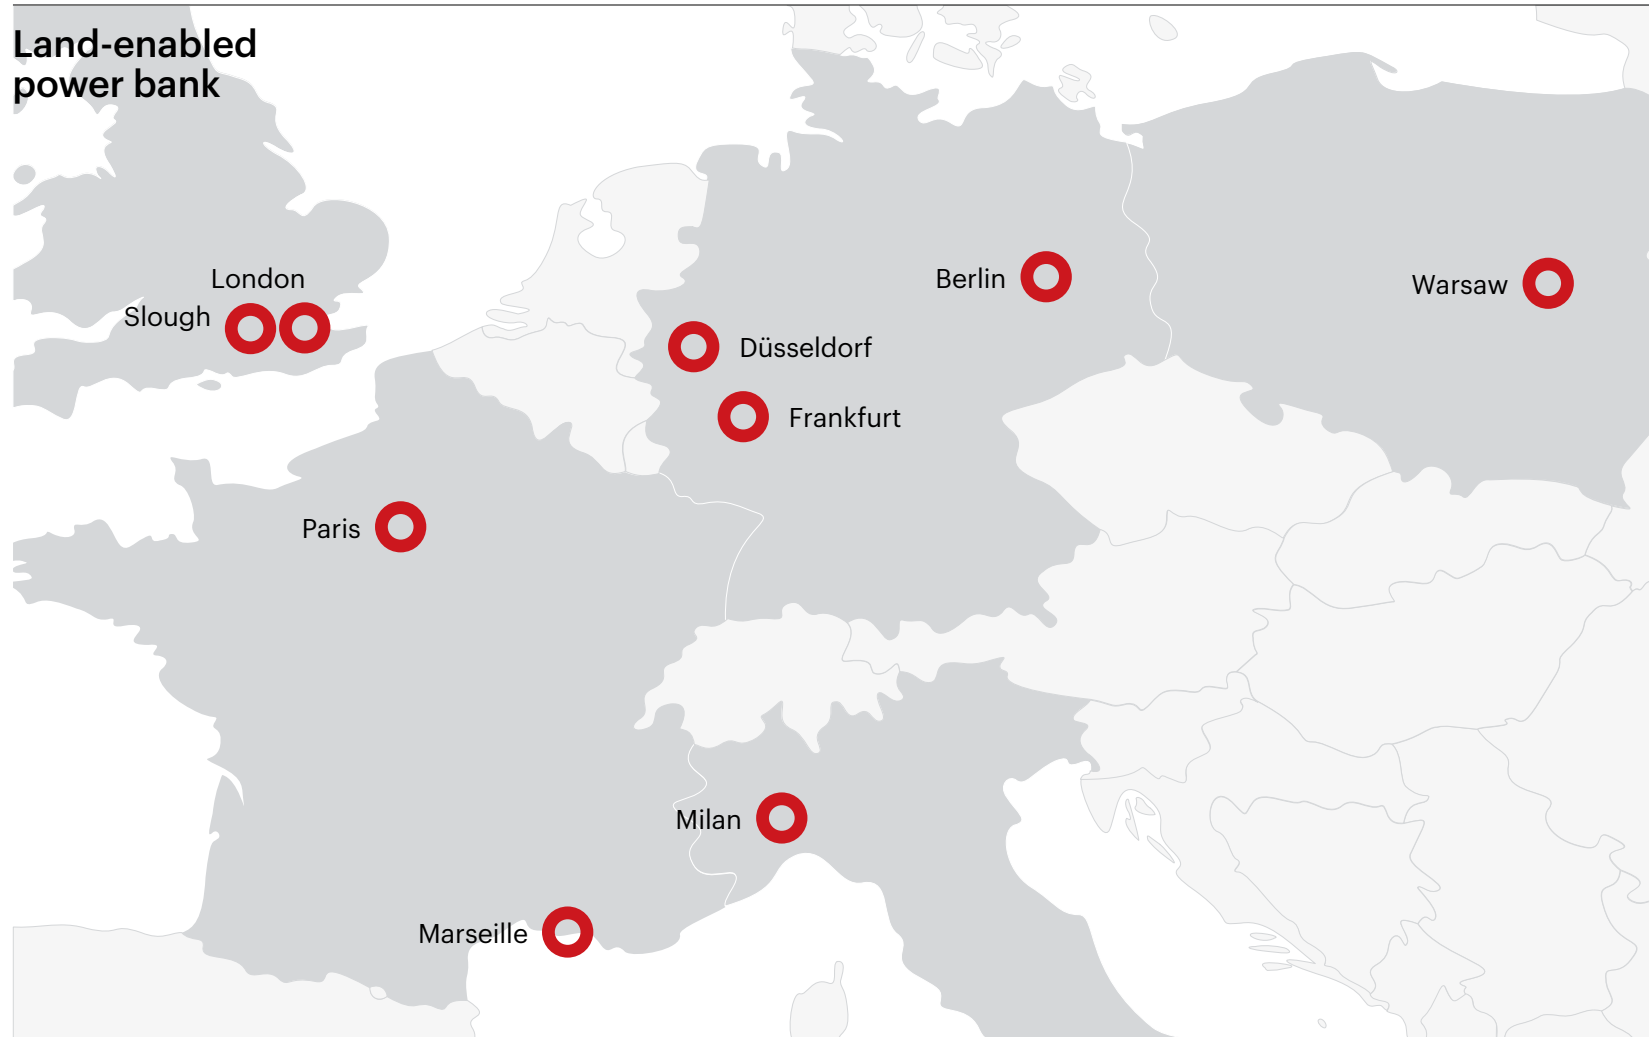 Land-enabled
power bank
London
Slough
Berlin
Warsaw
Düsseldorf
Frankfurt
Paris
Milan
Marseille